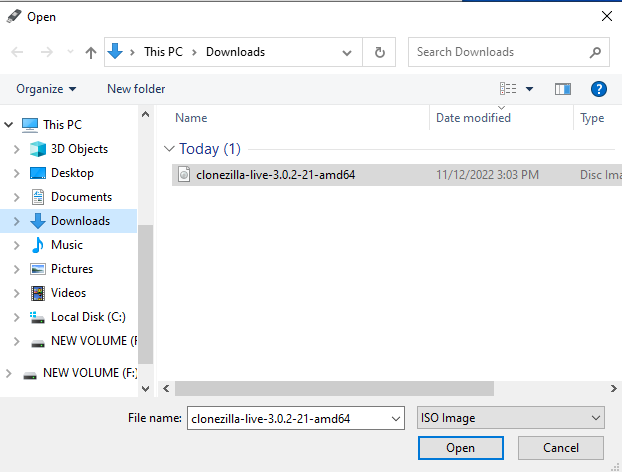 Open
This PC
Downloads
Search Downloads
Organize
New folder
?
Name
Date modified
Type
This PC
3D Objects
Desktop
Documents
Downloads
Music
Pictures
Videos
Local Disk (C:)
NEW VOLUME (F
NEW VOLUME (F:)
Today (1)
clonezilla-live-3.0.2-21-amd64
11/12/2022 3:03 PM
Disc Ima
File name:
clonezilla-live-3.0.2-21-amd64
ISO Image
Open
Cancel